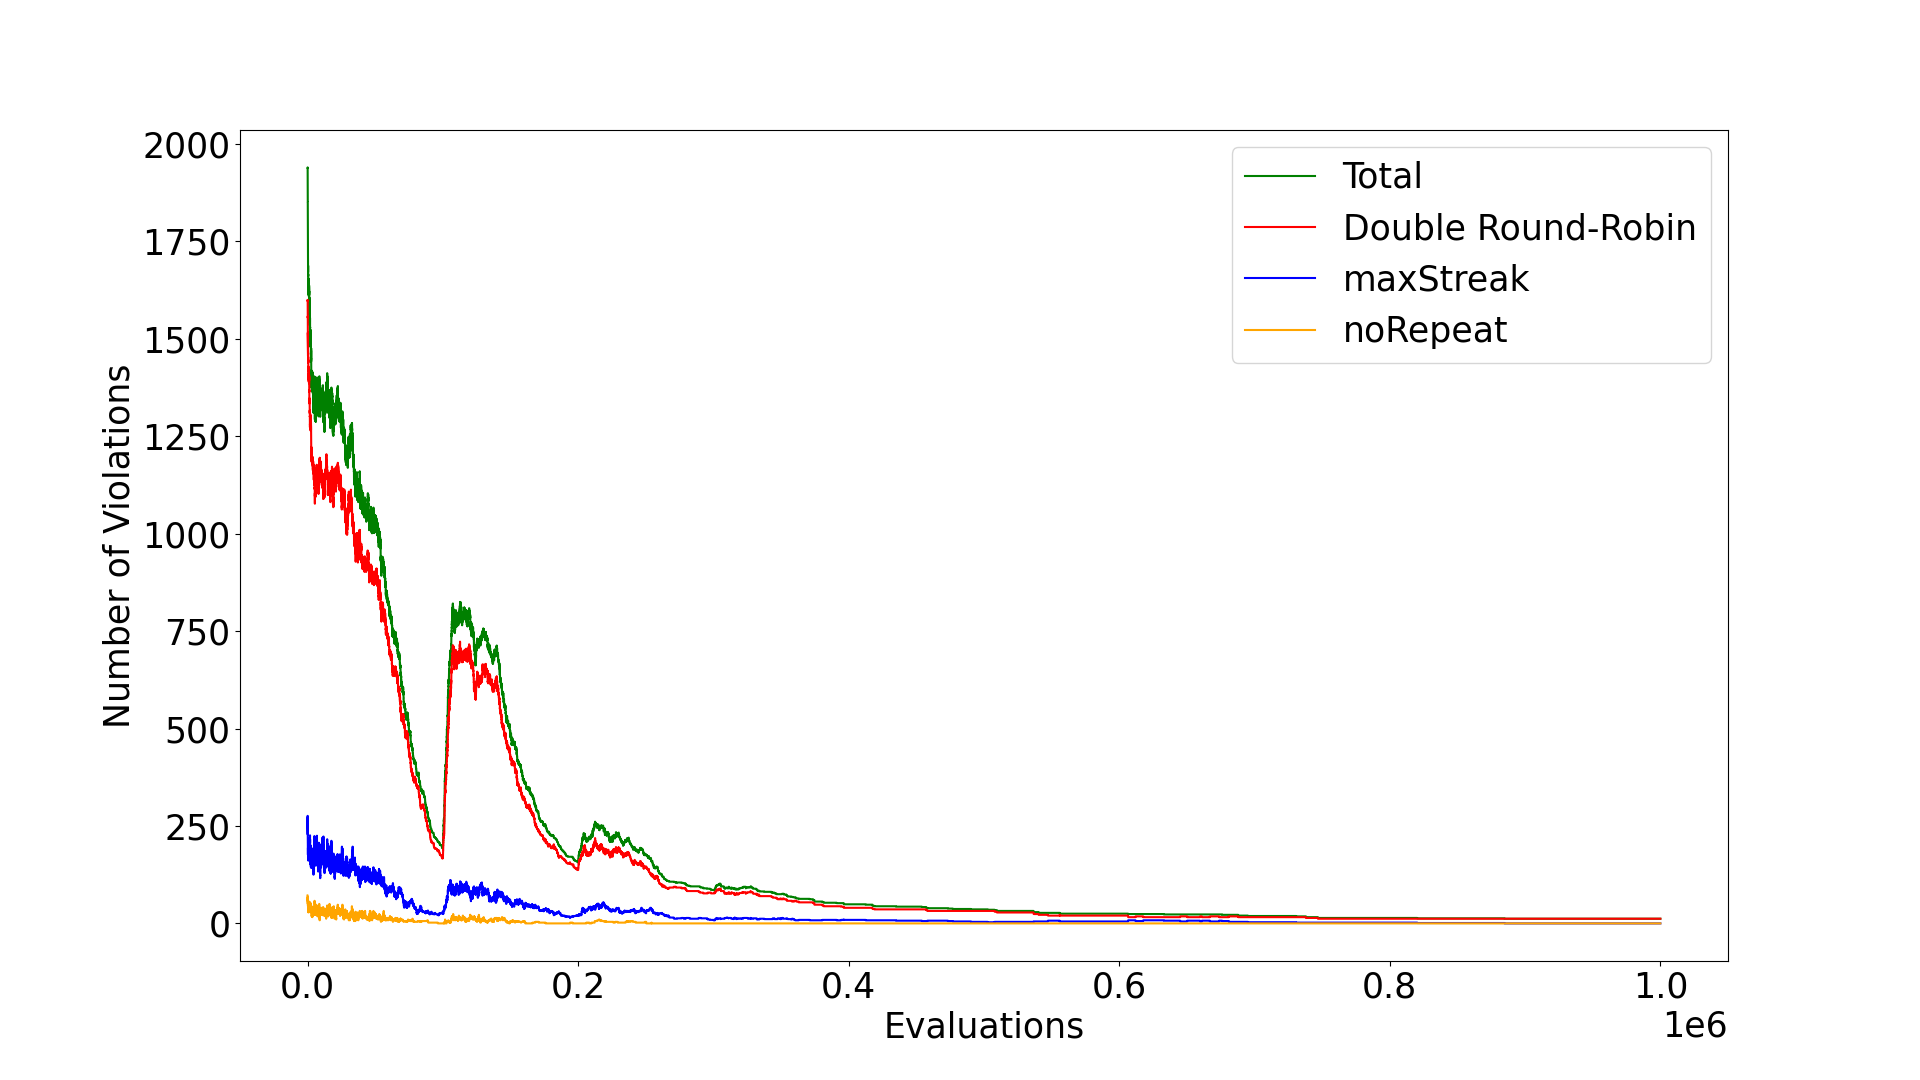 2000
1750
1500
1250
1000
750
500
250
0
Number of Violations
Total
Double Round-Robin
maxStreak
noRepeat
0.0 0.2 0.4 0.6 0.8 1.0
Evaluations
1e6